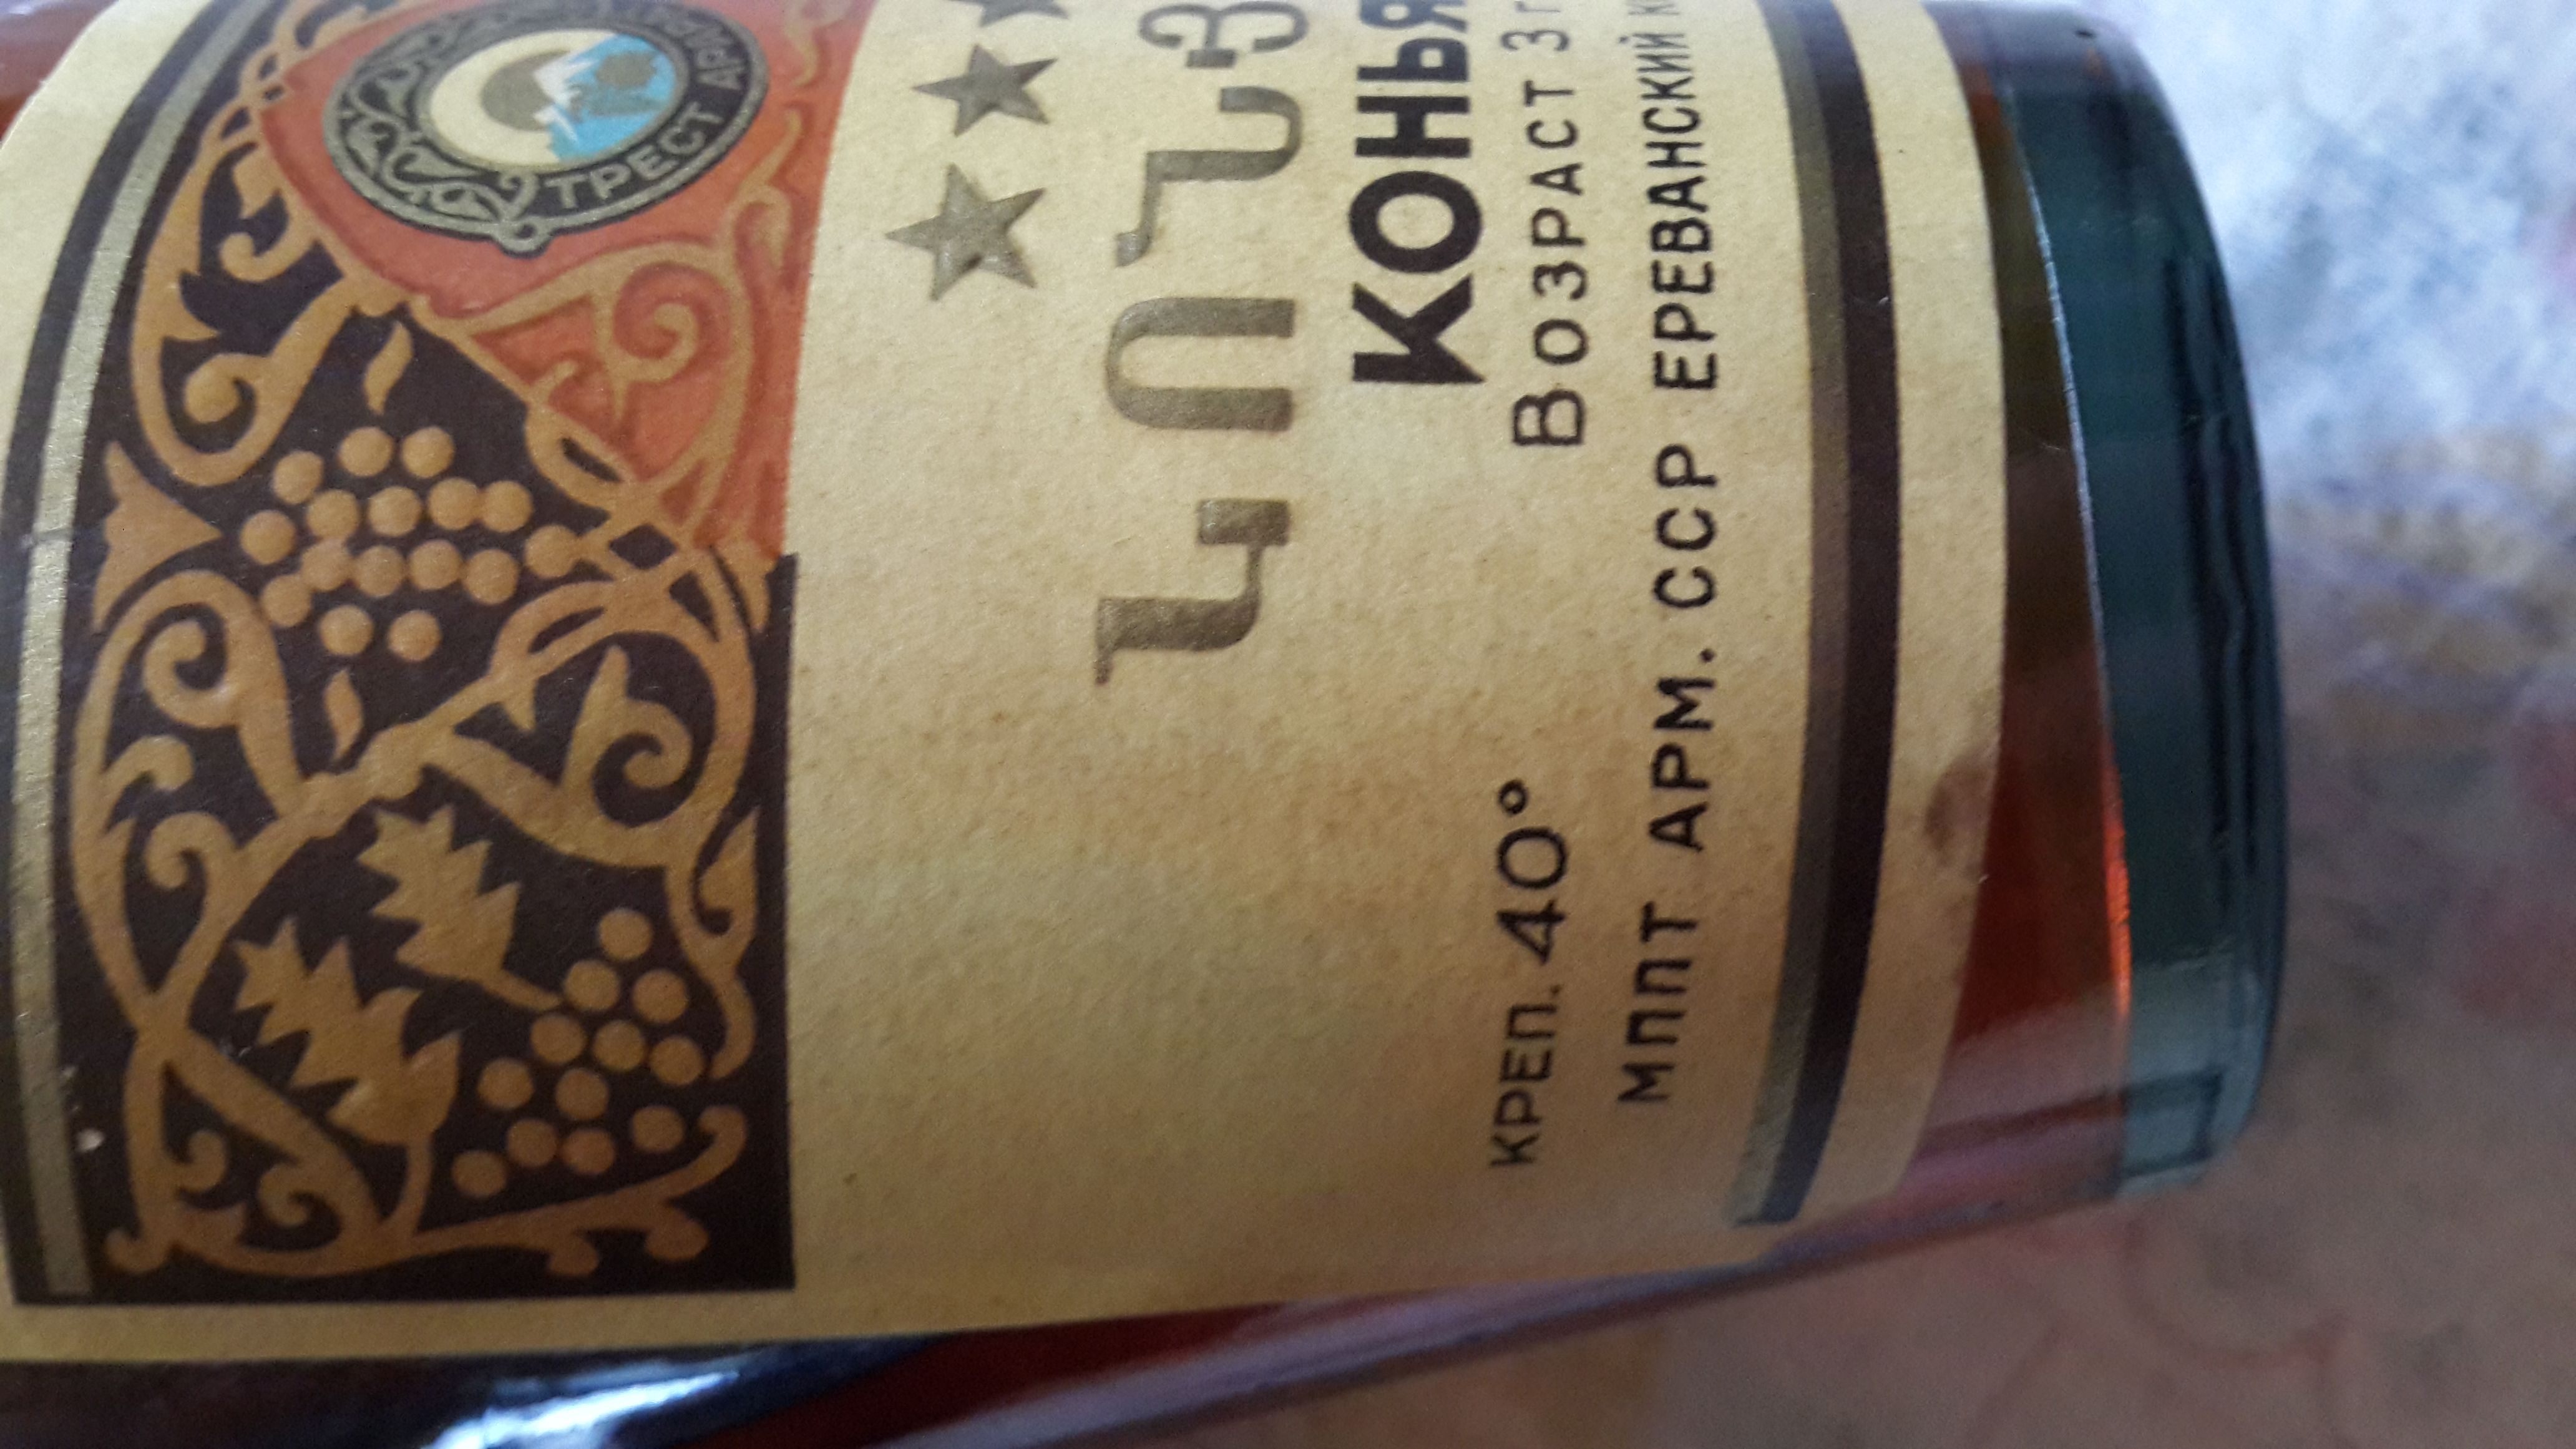 ТРЕСТ
ԿՈՆՅ
КОНЬЯ
КРЕП. 40° ВОЗРАСТ 3 г
МППТ АРМ. ССР ЕРЕВАНСКИЙ